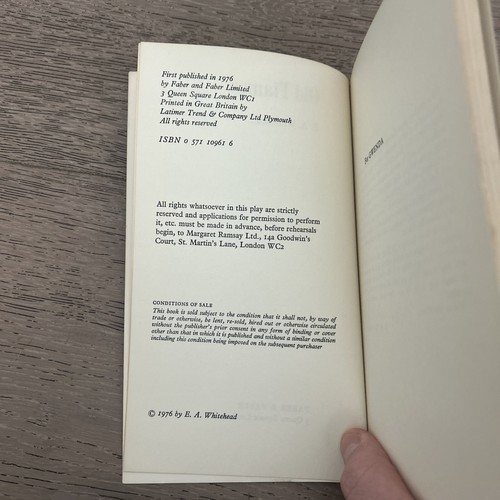 First published in 1976
by Faber and Faber Limited
3 Queen Square London WC1
Printed in Great Britain by
Latimer Trend & Company Ltd Plymouth
All rights reserved
ISBN 0 571 10961 6
All rights whatsoever in this play are strictly
reserved and applications for permission to perform
it, etc. must be made in advance, before rehearsals
begin, to Margaret Ramsay Ltd., 14a Goodwin's
Court, St. Martin's Lane, London WC2
CONDITIONS OF SALE
This book is sold subject to the condition that it shall not, by way of
trade or otherwise, be lent, re-sold, hired out or otherwise circulated
without the publisher's prior consent in any form of binding or cover
other than that in which it is published and without a similar condition
including this condition being imposed on the subsequent purchaser
© 1976 by E. A. Whitehead
to GWENDA